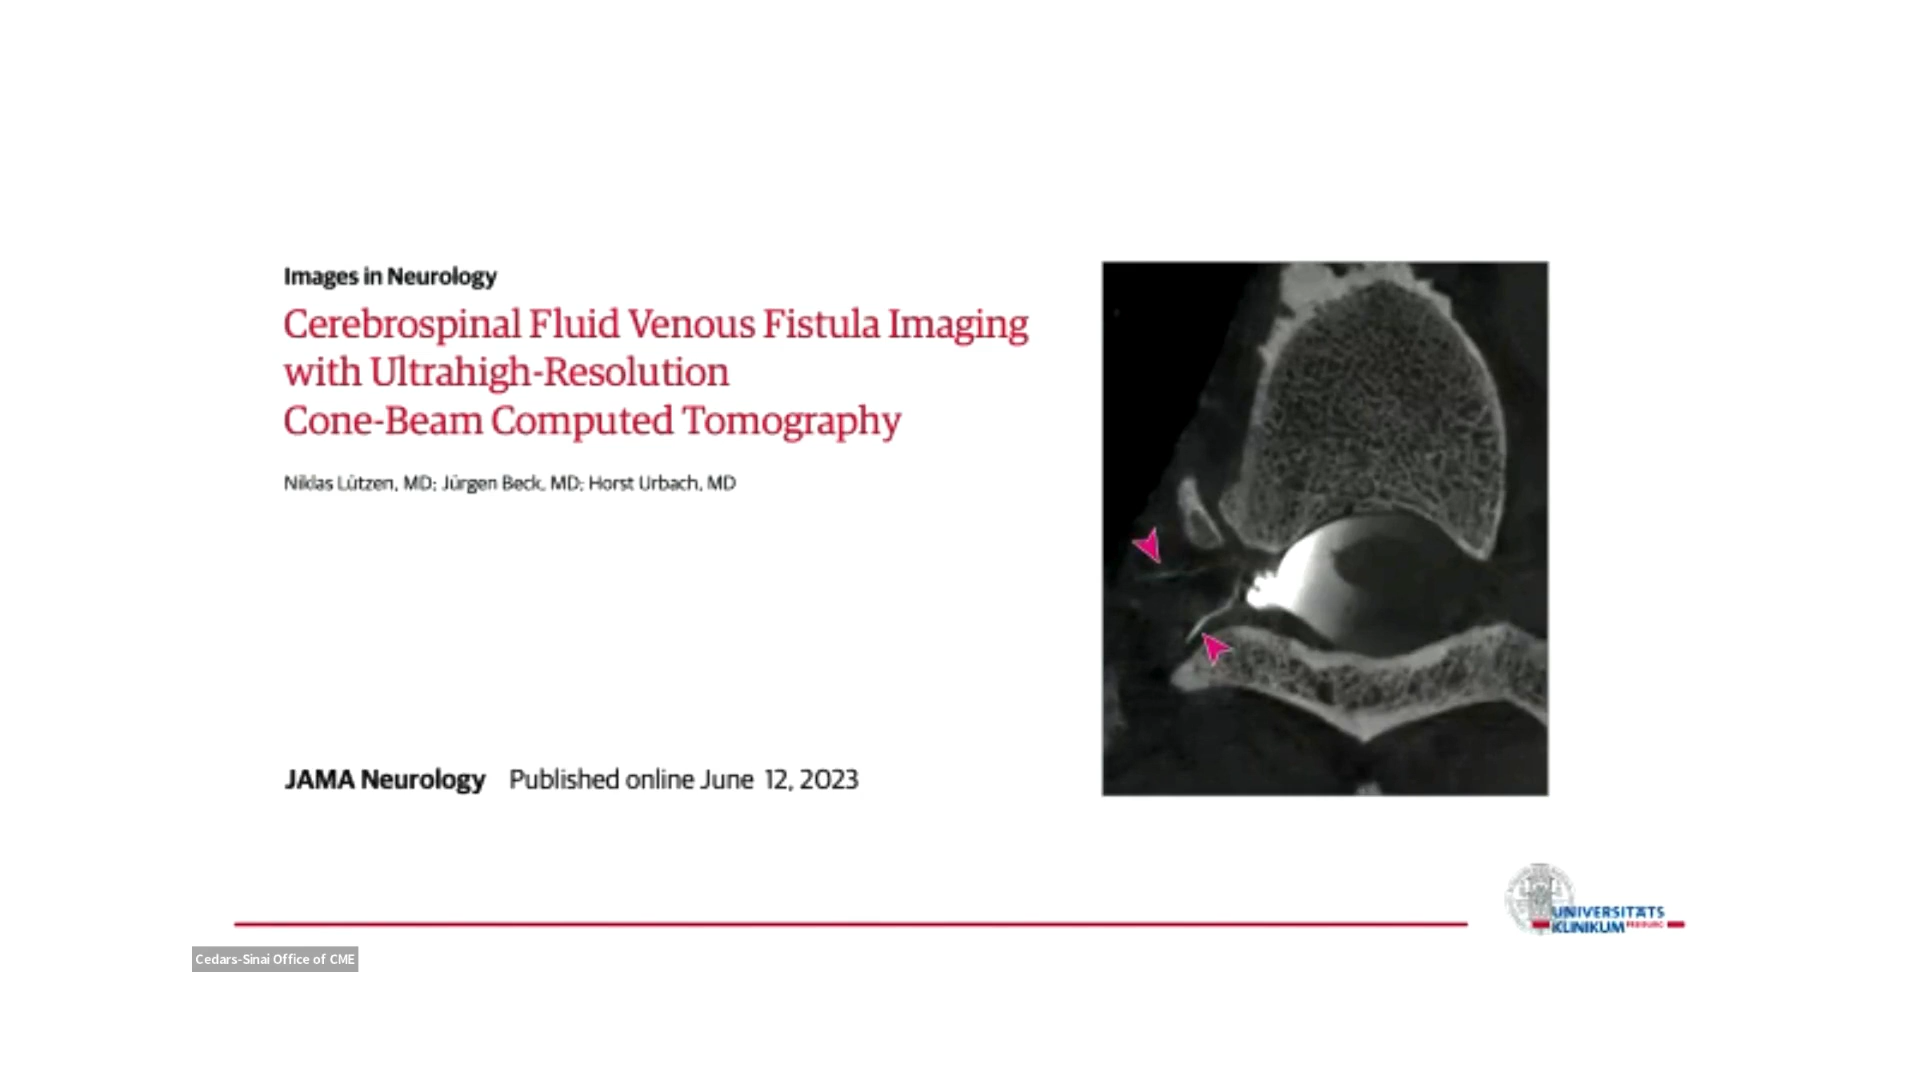 Images in Neurology
Cerebrospinal Fluid Venous Fistula Imaging
with Ultrahigh-Resolution
Cone-Beam Computed Tomography
Niklas Lützen, MD; Jürgen Beck, MD; Horst Urbach, MD
JAMA Neurology Published online June 12, 2023
UNIVERSITÄTS
KLINIKUM FREIBURG
Cedars-Sinai Office of CME